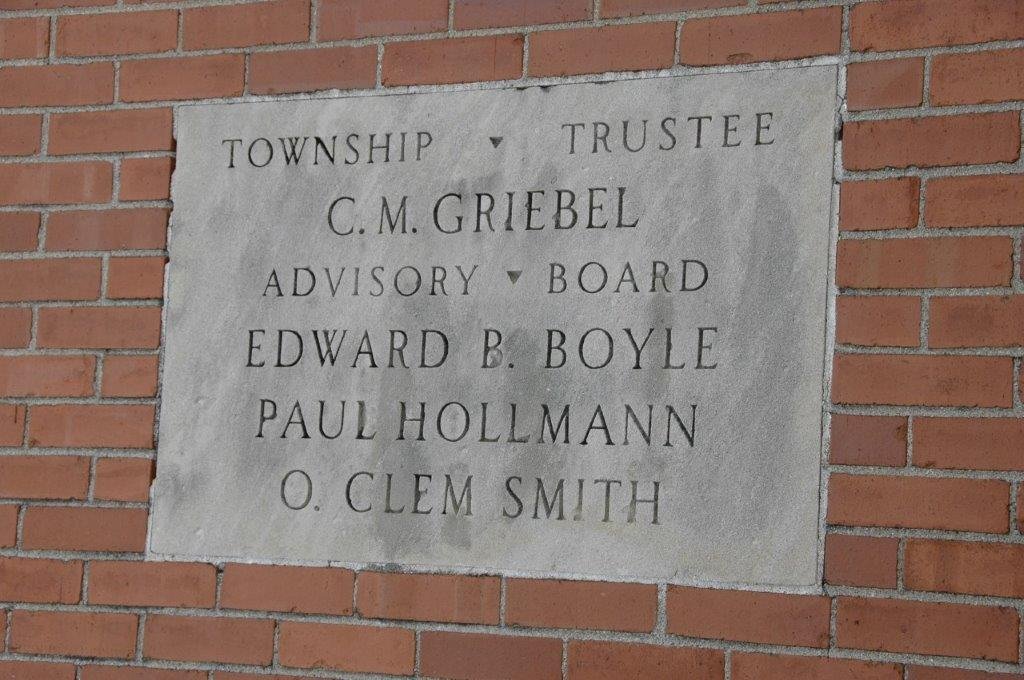 TOWNSHIP ▾ TRUSTEE
C. M. GRIEBEL
ADVISORY ▾ BOARD
EDWARD B. BOYLE
PAUL HOLLMANN
O. CLEM SMITH